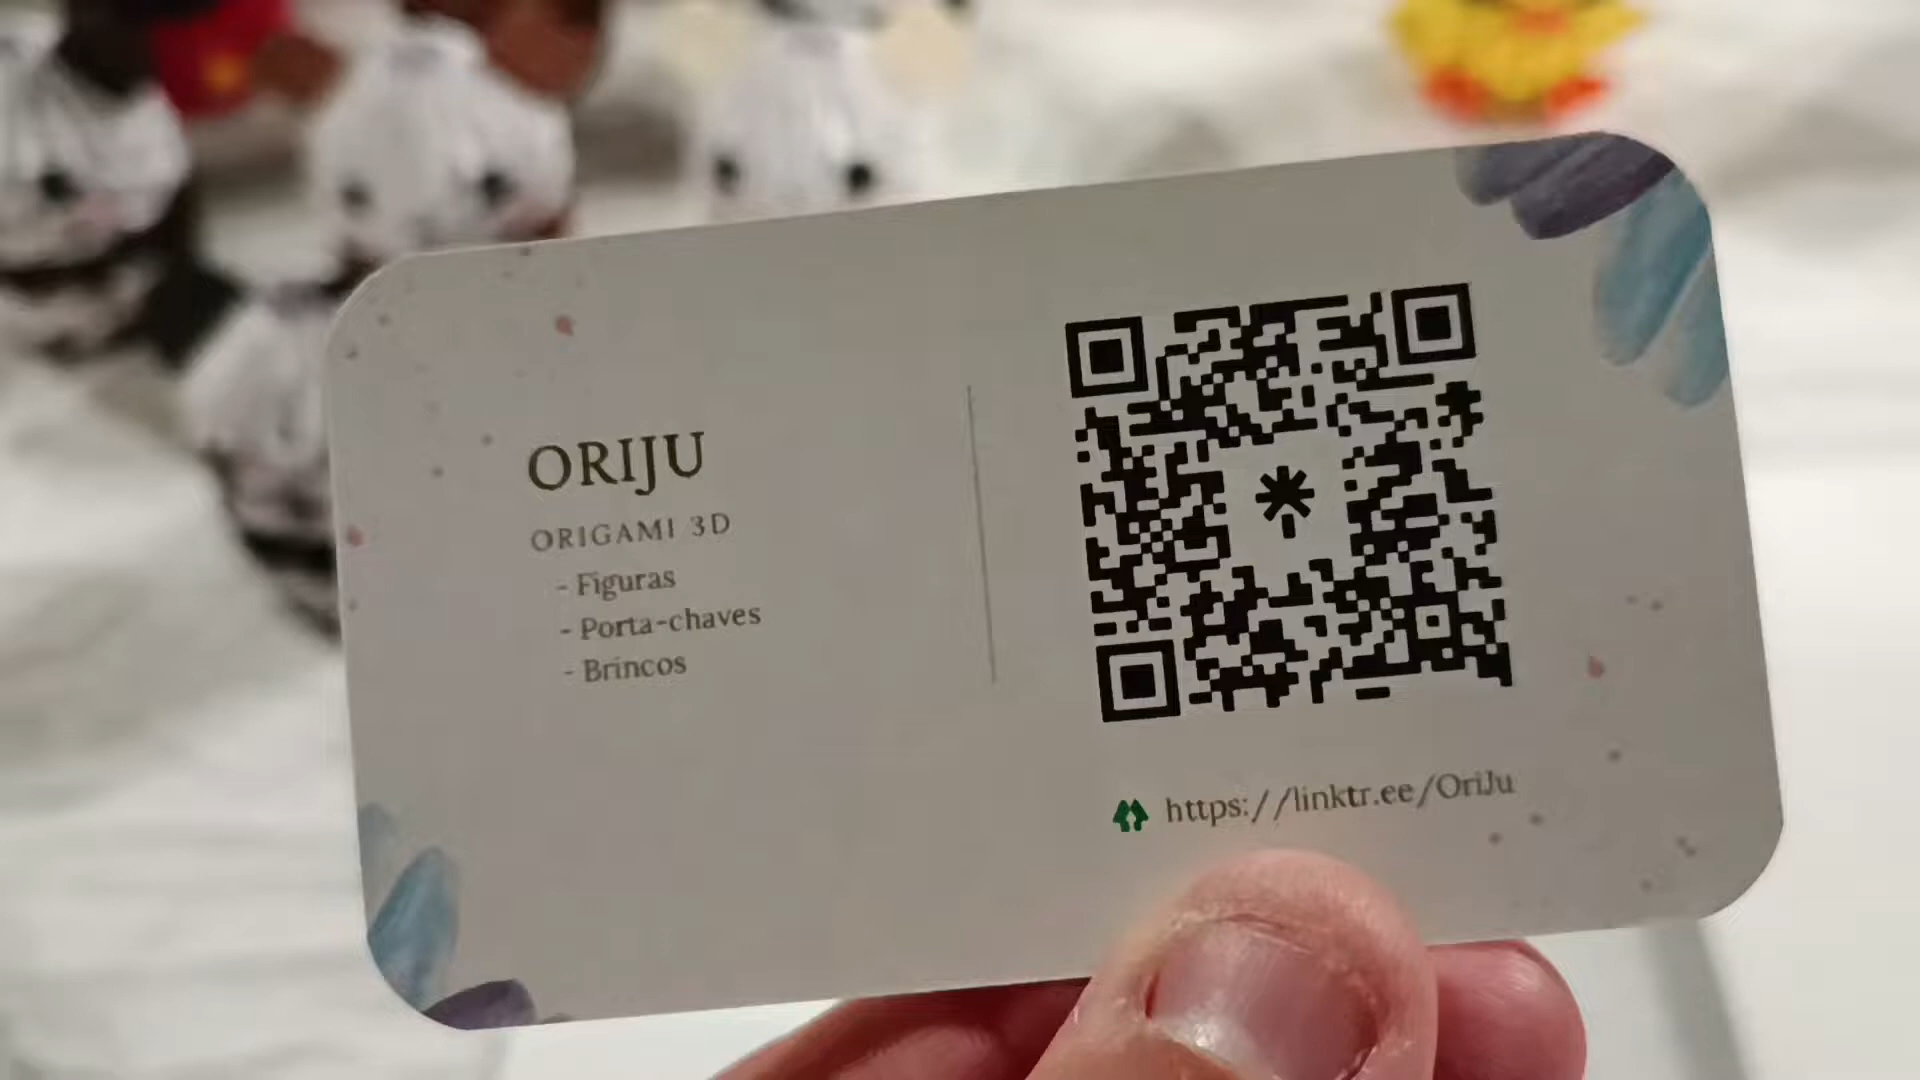 ORIJU
ORIGAMI 3D
- Figuras
- Porta-chaves
- Brincos
https://linktr.ee/OriJu